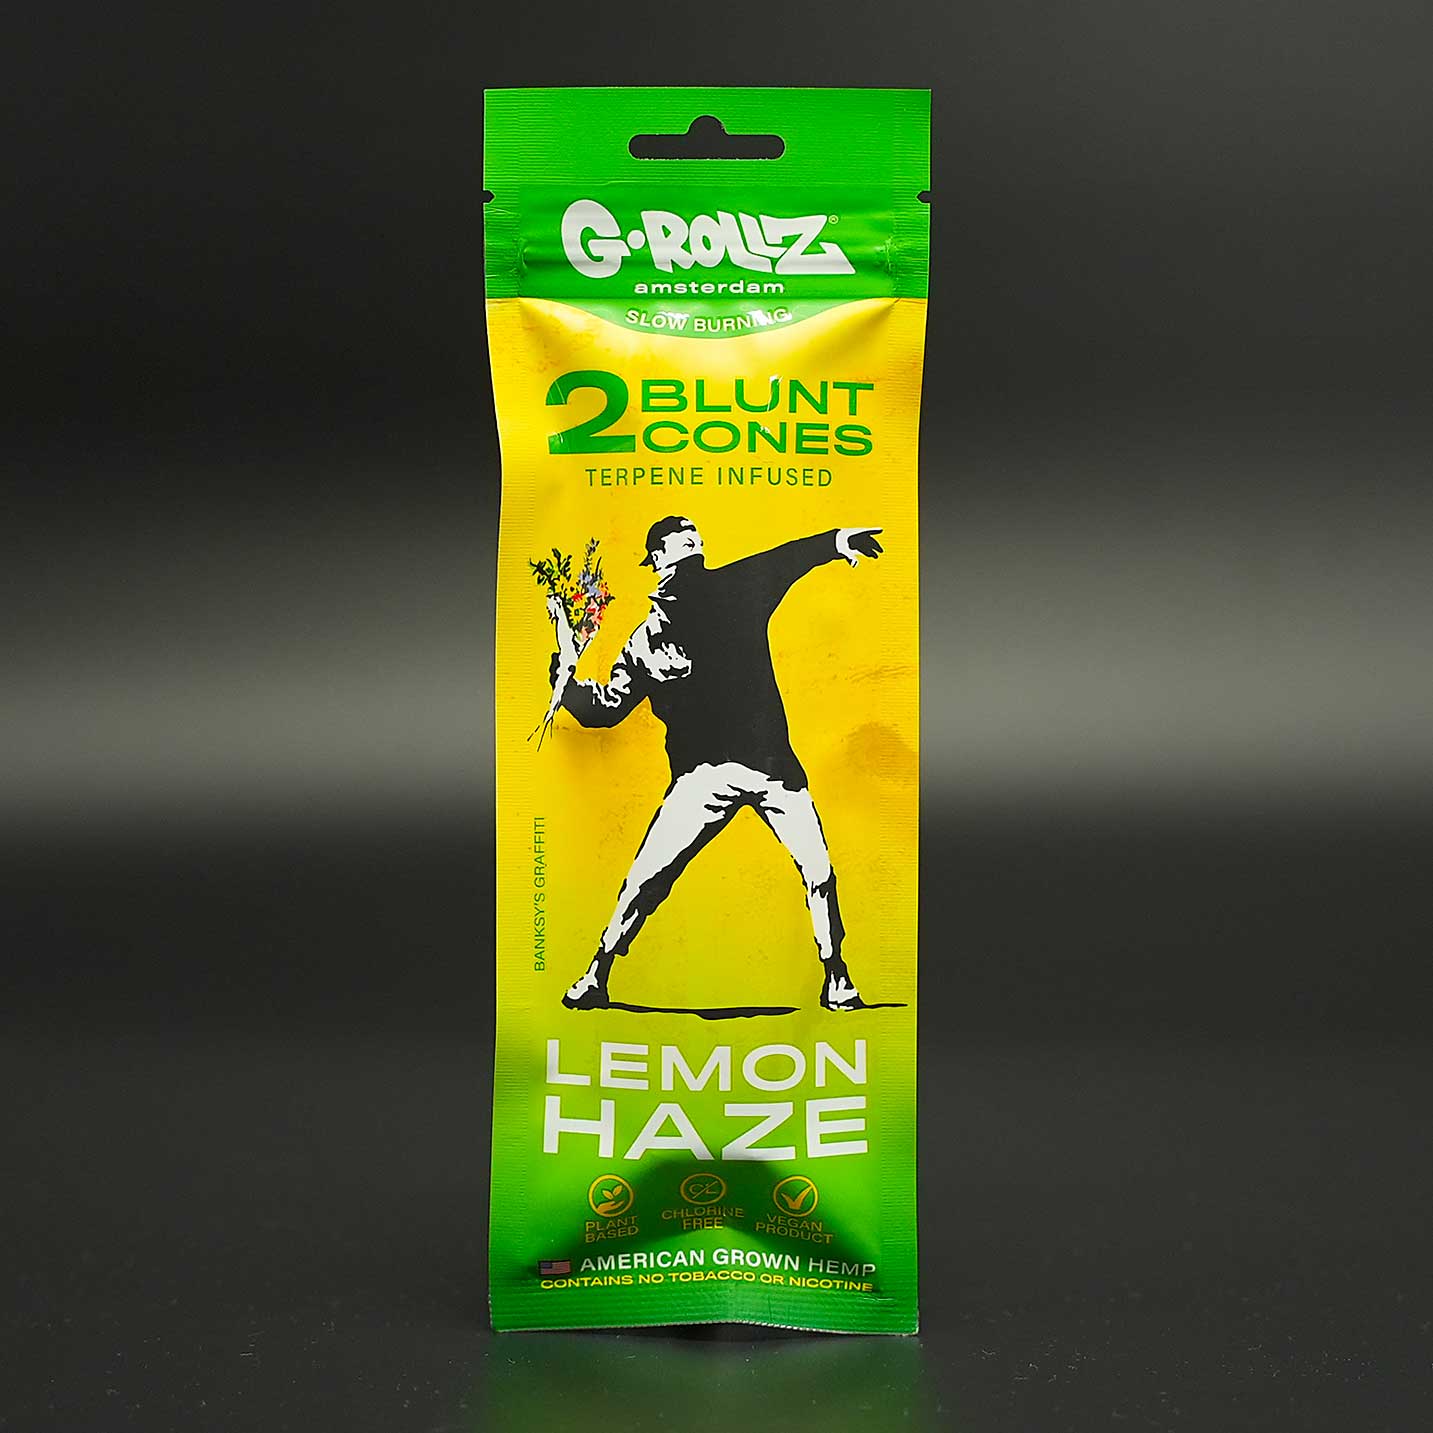 G·ROLLZ®
amsterdam
SLOW BURNING
2 BLUNT
CONES
TERPENE INFUSED
BANKSY'S GRAFFITI
LEMON
HAZE
PLANT
BASED
CHLORINE
FREE
VEGAN
PRODUCT
AMERICAN GROWN HEMP
CONTAINS NO TOBACCO OR NICOTINE